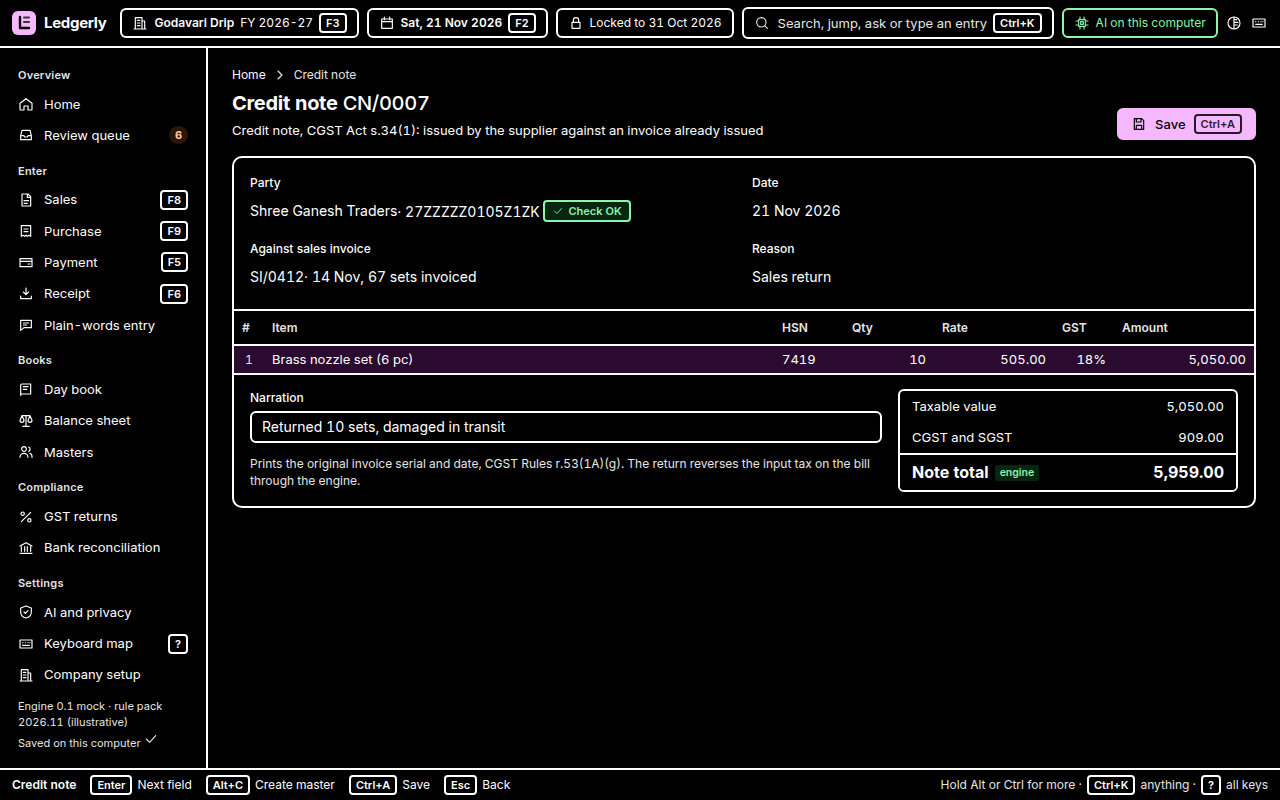 Ledgerly
Godavari Drip FY 2026-27 F3
Sat, 21 Nov 2026 F2
Locked to 31 Oct 2026
Search, jump, ask or type an entry Ctrl+K
AI on this computer
Overview
Home
Review queue 6
Enter
Sales F8
Purchase F9
Payment F5
Receipt F6
Plain-words entry
Books
Day book
Balance sheet
Masters
Compliance
GST returns
Bank reconciliation
Settings
AI and privacy
Keyboard map ?
Company setup
Engine 0.1 mock · rule pack
2026.11 (illustrative)
Saved on this computer
Home Credit note
Credit note CN/0007
Credit note, CGST Act s.34(1): issued by the supplier against an invoice already issued
Save Ctrl+A
Party Date
Shree Ganesh Traders· 27ZZZZZ0105Z1ZK Check OK 21 Nov 2026
Against sales invoice Reason
SI/0412· 14 Nov, 67 sets invoiced Sales return
# Item HSN Qty Rate GST Amount
1 Brass nozzle set (6 pc) 7419 10 505.00 18% 5,050.00
Narration
Returned 10 sets, damaged in transit
Prints the original invoice serial and date, CGST Rules r.53(1A)(g). The return reverses the input tax on the bill
through the engine.
Taxable value 5,050.00
CGST and SGST 909.00
Note total engine 5,959.00
Credit note Enter Next field Alt+C Create master Ctrl+A Save Esc Back
Hold Alt or Ctrl for more · Ctrl+K anything · ? all keys